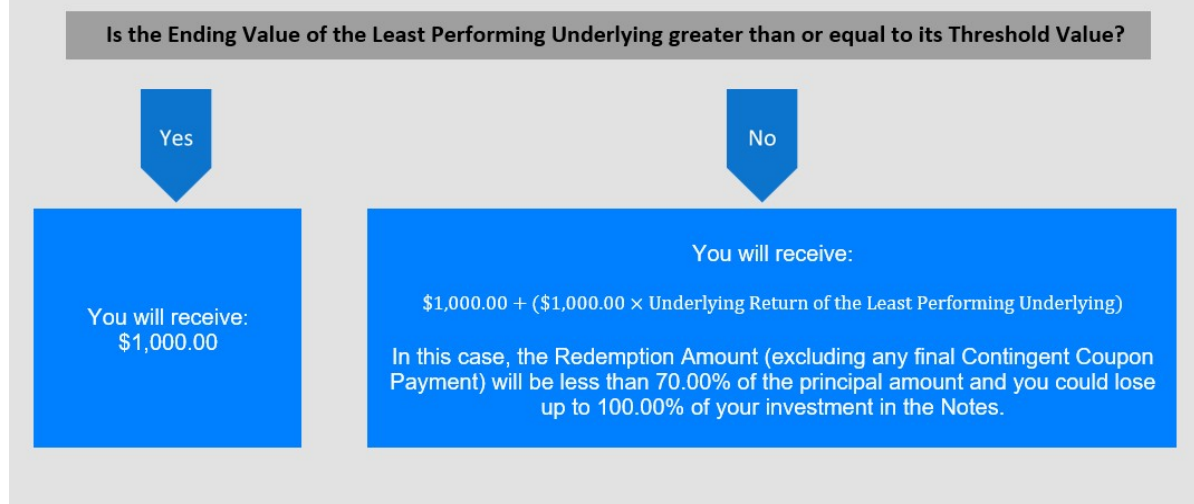 Is the Ending Value of the Least Performing Underlying greater than or equal to its Threshold Value?
Yes
No
You will receive:
$1,000.00
You will receive:
$1,000.00 + ($1,000.00 × Underlying Return of the Least Performing Underlying)
In this case, the Redemption Amount (excluding any final Contingent Coupon
Payment) will be less than 70.00% of the principal amount and you could lose
up to 100.00% of your investment in the Notes.